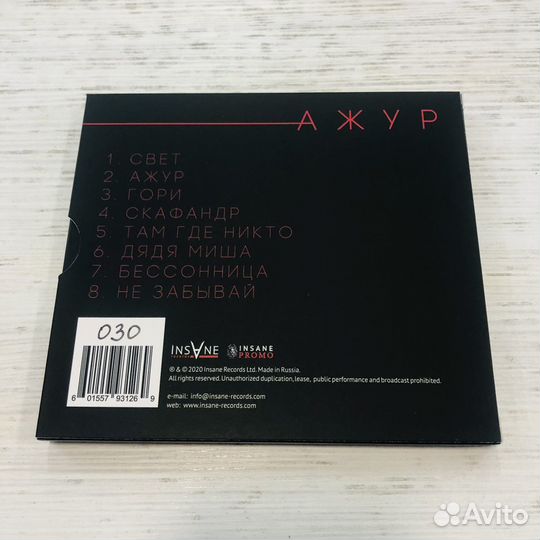 АЖУР
1. СВЕТ
2. АЖУР
3. ГОРИ
4. СКАФАНДР
5. ТАМ ГДЕ НИКТО
6. ДЯДЯ МИША
7. БЕССОННИЦА
8. НЕ ЗАБЫВАЙ
030
6 01557 93126 9
INSANE
INSANE
PROMO
℗ & © 2020 Insane Records Ltd. Made in Russia.
All rights reserved. Unauthorized duplication, lease, public performance and broadcast prohibited.
e-mail: info@insane-records.com
web: www.insane-records.com
Avito